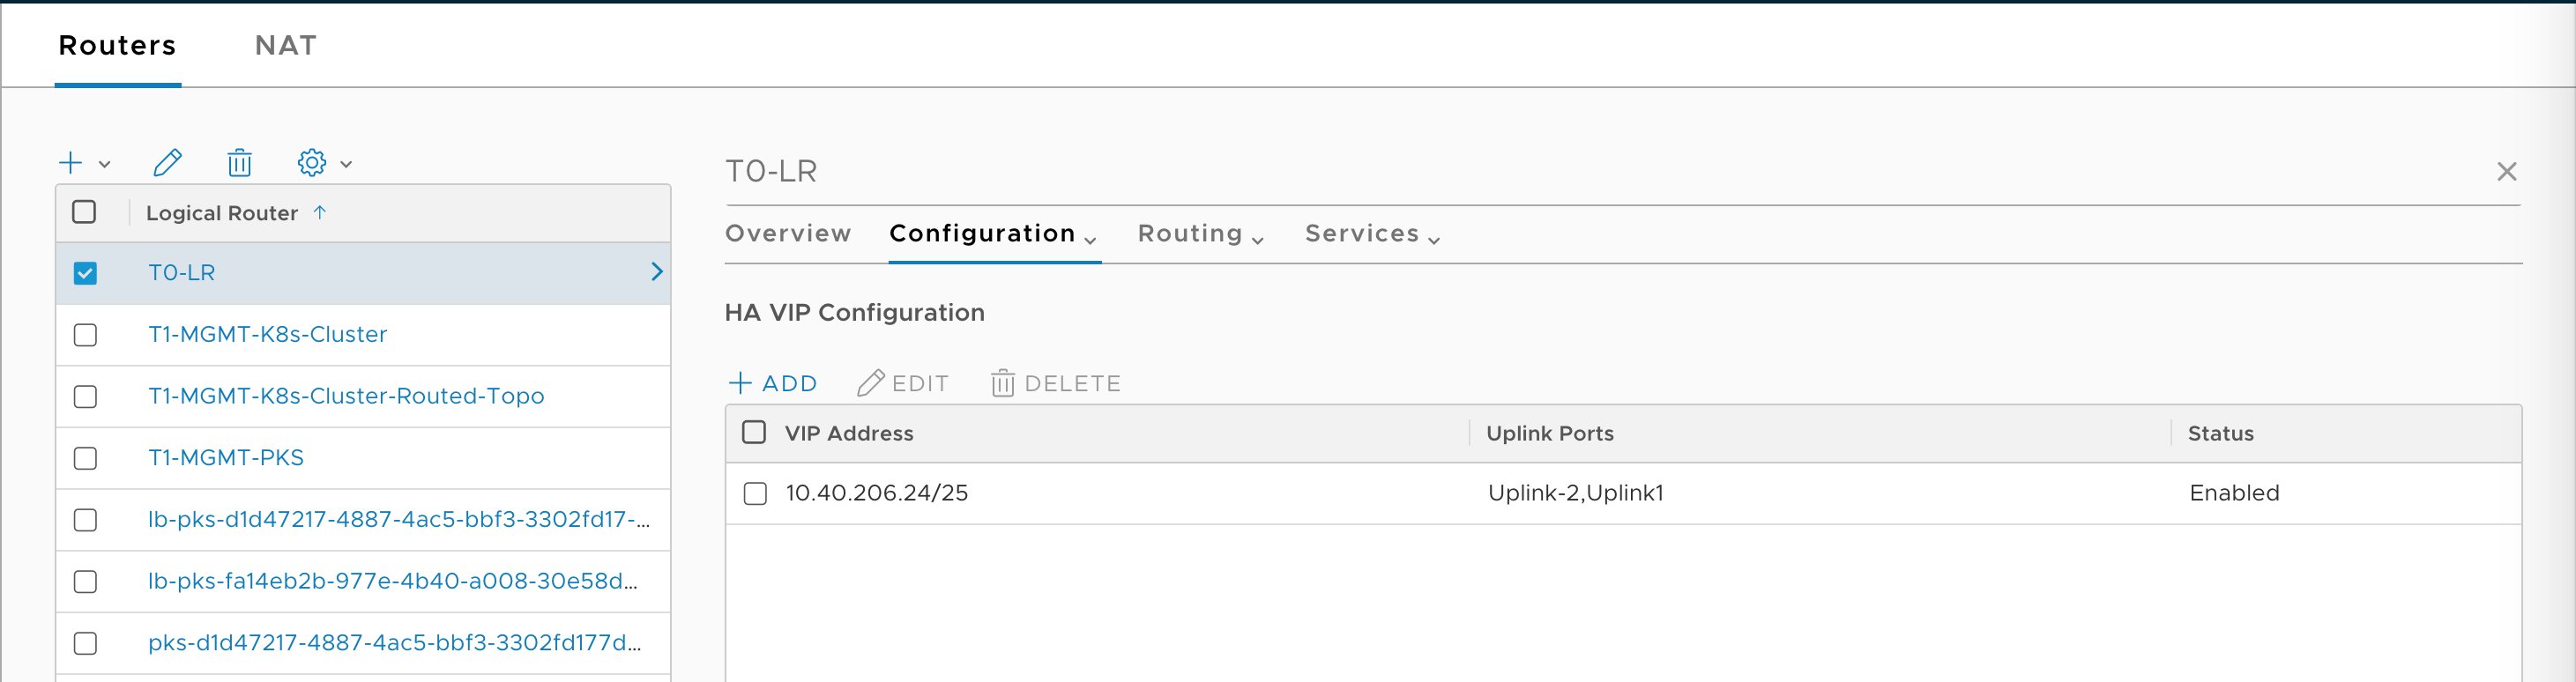 Routers NAT
Logical Router
T0-LR
T1-MGMT-K8s-Cluster
T1-MGMT-K8s-Cluster-Routed-Topo
T1-MGMT-PKS
lb-pks-d1d47217-4887-4ac5-bbf3-3302fd17-...
lb-pks-fa14eb2b-977e-4b40-a008-30e58d...
pks-d1d47217-4887-4ac5-bbf3-3302fd177d...
T0-LR
Overview Configuration Routing Services
HA VIP Configuration
ADD EDIT DELETE
VIP Address Uplink Ports Status
10.40.206.24/25 Uplink-2,Uplink1 Enabled